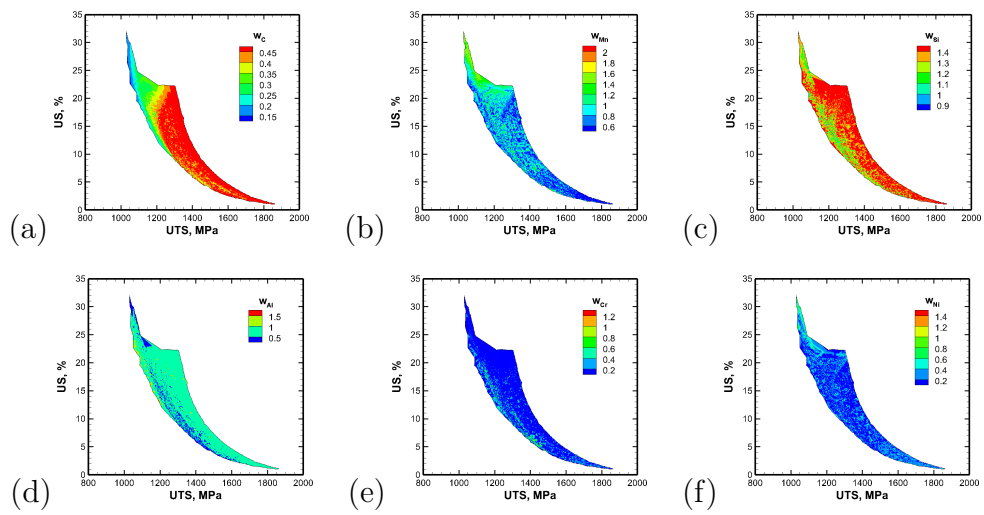 35
30
25
20
15
10
5
0
US, %
800 1000 1200 1400 1600 1800 2000
UTS, MPa
w_C
0.45
0.4
0.35
0.3
0.25
0.2
0.15
(a)
35
30
25
20
15
10
5
0
US, %
800 1000 1200 1400 1600 1800 2000
UTS, MPa
w_Mn
2
1.8
1.6
1.4
1.2
1
0.8
0.6
(b)
35
30
25
20
15
10
5
0
US, %
800 1000 1200 1400 1600 1800 2000
UTS, MPa
w_Si
1.4
1.3
1.2
1.1
1
0.9
(c)
35
30
25
20
15
10
5
0
US, %
800 1000 1200 1400 1600 1800 2000
UTS, MPa
w_Al
1.5
1
0.5
(d)
35
30
25
20
15
10
5
0
US, %
800 1000 1200 1400 1600 1800 2000
UTS, MPa
w_Cr
1.2
1
0.8
0.6
0.4
0.2
(e)
35
30
25
20
15
10
5
0
US, %
800 1000 1200 1400 1600 1800 2000
UTS, MPa
w_Ni
1.4
1.2
1
0.8
0.6
0.4
0.2
(f)